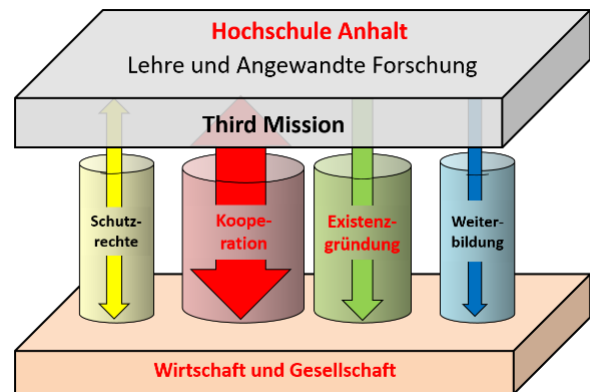 Hochschule Anhalt
Lehre und Angewandte Forschung
Third Mission
Schutz-
rechte
Koope-
ration
Existenz-
gründung
Weiter-
bildung
Wirtschaft und Gesellschaft